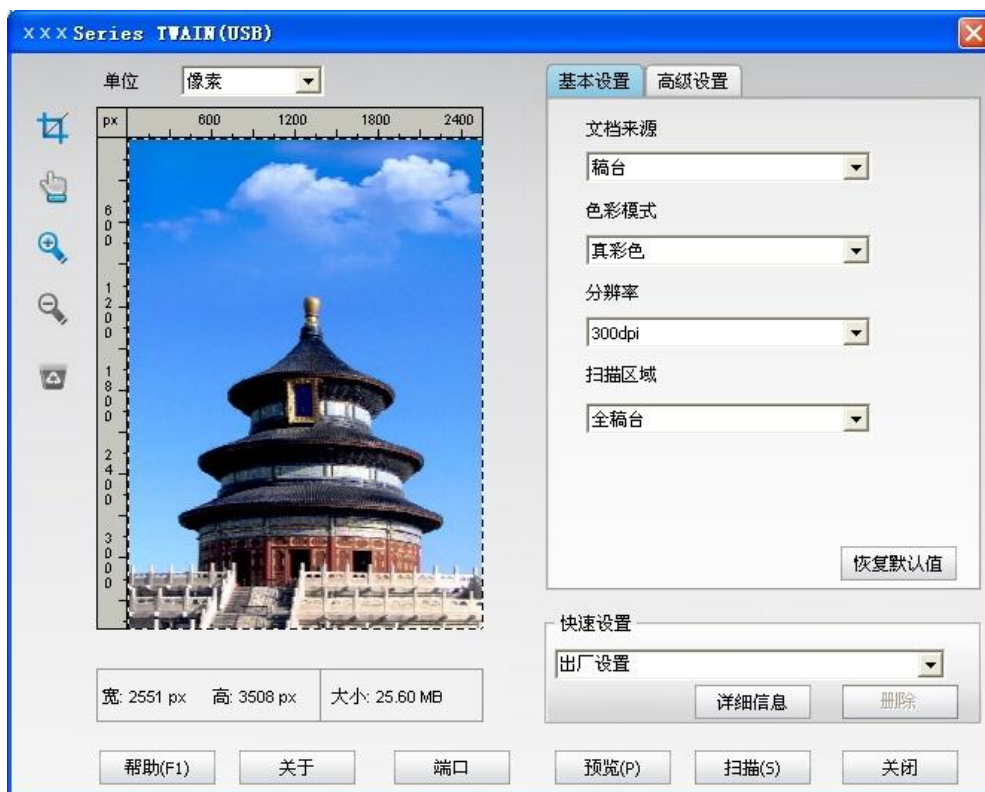 xxx Series TWAIN(USB)
单位 像素
基本设置 高级设置
px 600 1200 1800 2400
600
1200
1800
2400
3000
文档来源
稿台
色彩模式
真彩色
分辨率
300dpi
扫描区域
全稿台
恢复默认值
快速设置
出厂设置
详细信息 删除
宽: 2551 px 高: 3508 px 大小: 25.60 MB
帮助(F1) 关于 端口 预览(P) 扫描(S) 关闭